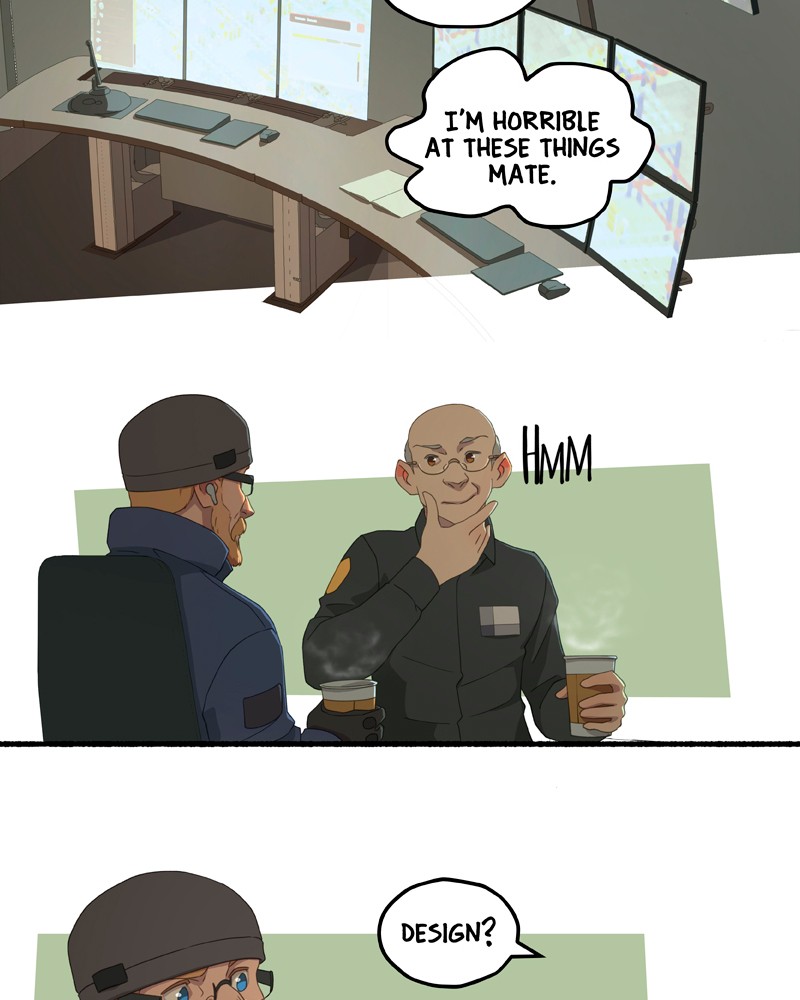 I'M HORRIBLE
AT THESE THINGS
MATE.
HMM
DESIGN?